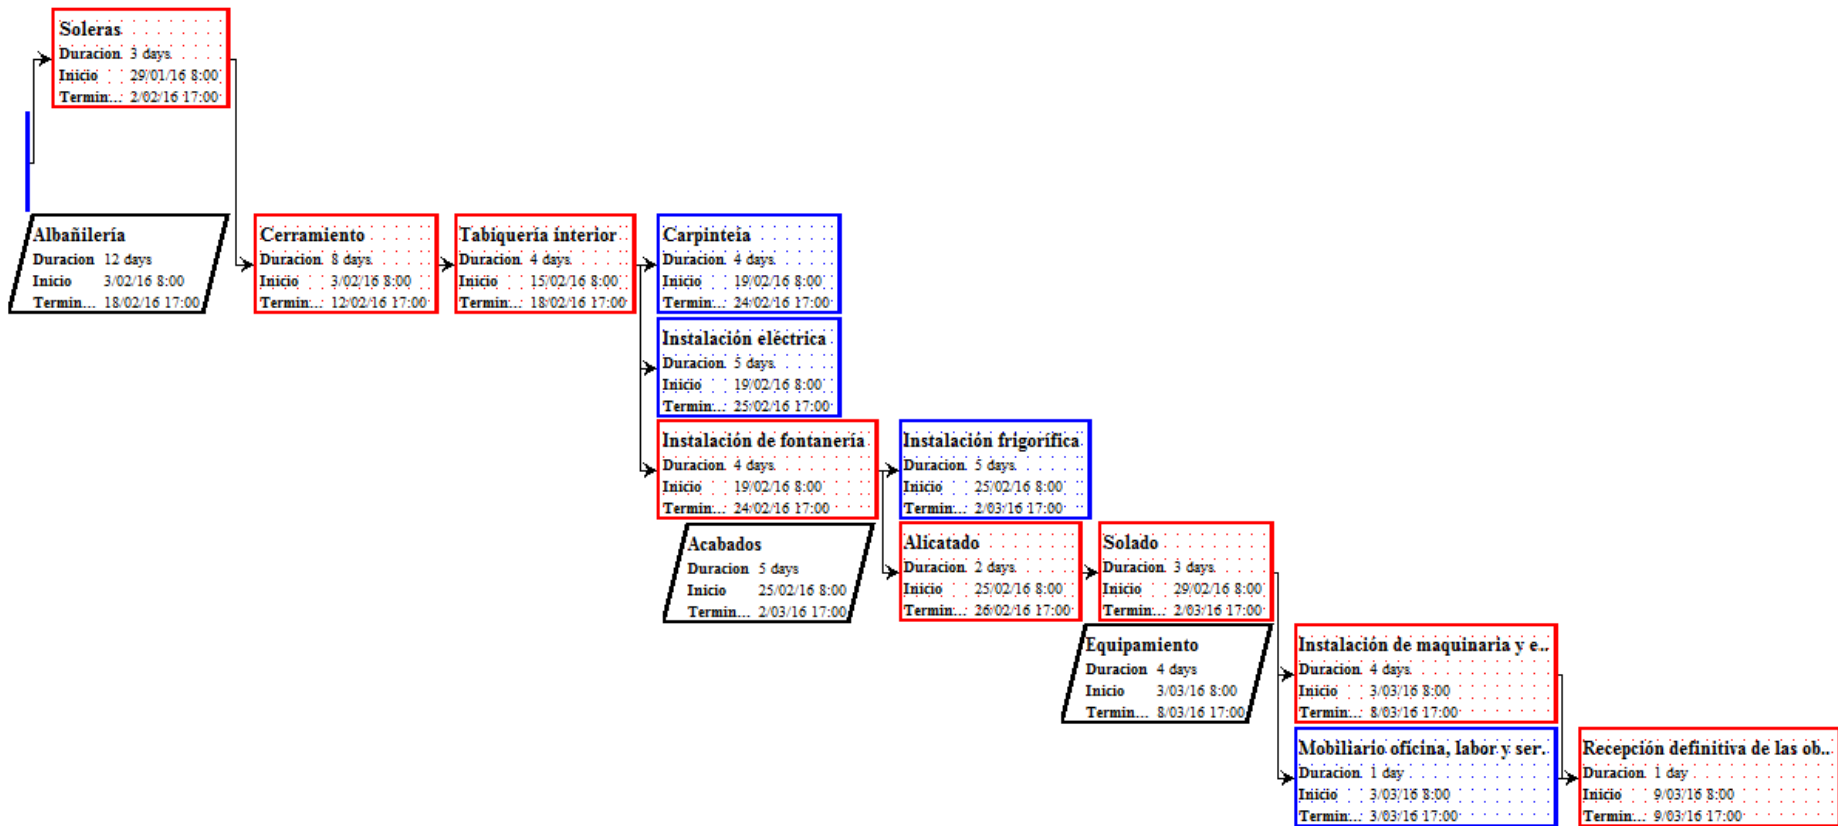 Soleras
Duracion 3 days
Inicio 29/01/16 8:00
Termin... 2/02/16 17:00
Albañilería
Duracion 12 days
Inicio 3/02/16 8:00
Termin... 18/02/16 17:00
Cerramiento
Duracion 8 days
Inicio 3/02/16 8:00
Termin... 12/02/16 17:00
Tabiquería interior
Duracion 4 days
Inicio 15/02/16 8:00
Termin... 18/02/16 17:00
Carpinteia
Duracion 4 days
Inicio 19/02/16 8:00
Termin... 24/02/16 17:00
Instalación eléctrica
Duracion 5 days
Inicio 19/02/16 8:00
Termin... 25/02/16 17:00
Instalación de fontanería
Duracion 4 days
Inicio 19/02/16 8:00
Termin... 24/02/16 17:00
Instalación frigorífica
Duracion 5 days
Inicio 25/02/16 8:00
Termin... 2/03/16 17:00
Acabados
Duracion 5 days
Inicio 25/02/16 8:00
Termin... 2/03/16 17:00
Alicatado
Duracion 2 days
Inicio 25/02/16 8:00
Termin... 26/02/16 17:00
Solado
Duracion 3 days
Inicio 29/02/16 8:00
Termin... 2/03/16 17:00
Equipamiento
Duracion 4 days
Inicio 3/03/16 8:00
Termin... 8/03/16 17:00
Instalación de maquinaria y e...
Duracion 4 days
Inicio 3/03/16 8:00
Termin... 8/03/16 17:00
Mobiliario oficina, labor y ser...
Duracion 1 day
Inicio 3/03/16 8:00
Termin... 3/03/16 17:00
Recepción definitiva de las ob...
Duracion 1 day
Inicio 9/03/16 8:00
Termin... 9/03/16 17:00